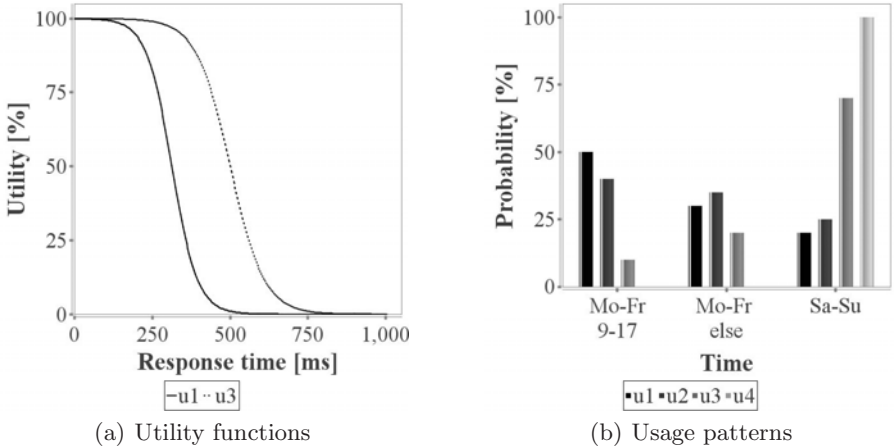 100
75
50
25
0
Utility [%]
0 250 500 750 1,000
Response time [ms]
u1 u3
(a) Utility functions
100
75
50
25
0
Probability [%]
Mo-Fr 9-17
Mo-Fr else
Sa-Su
Time
u1 u2 u3 u4
(b) Usage patterns